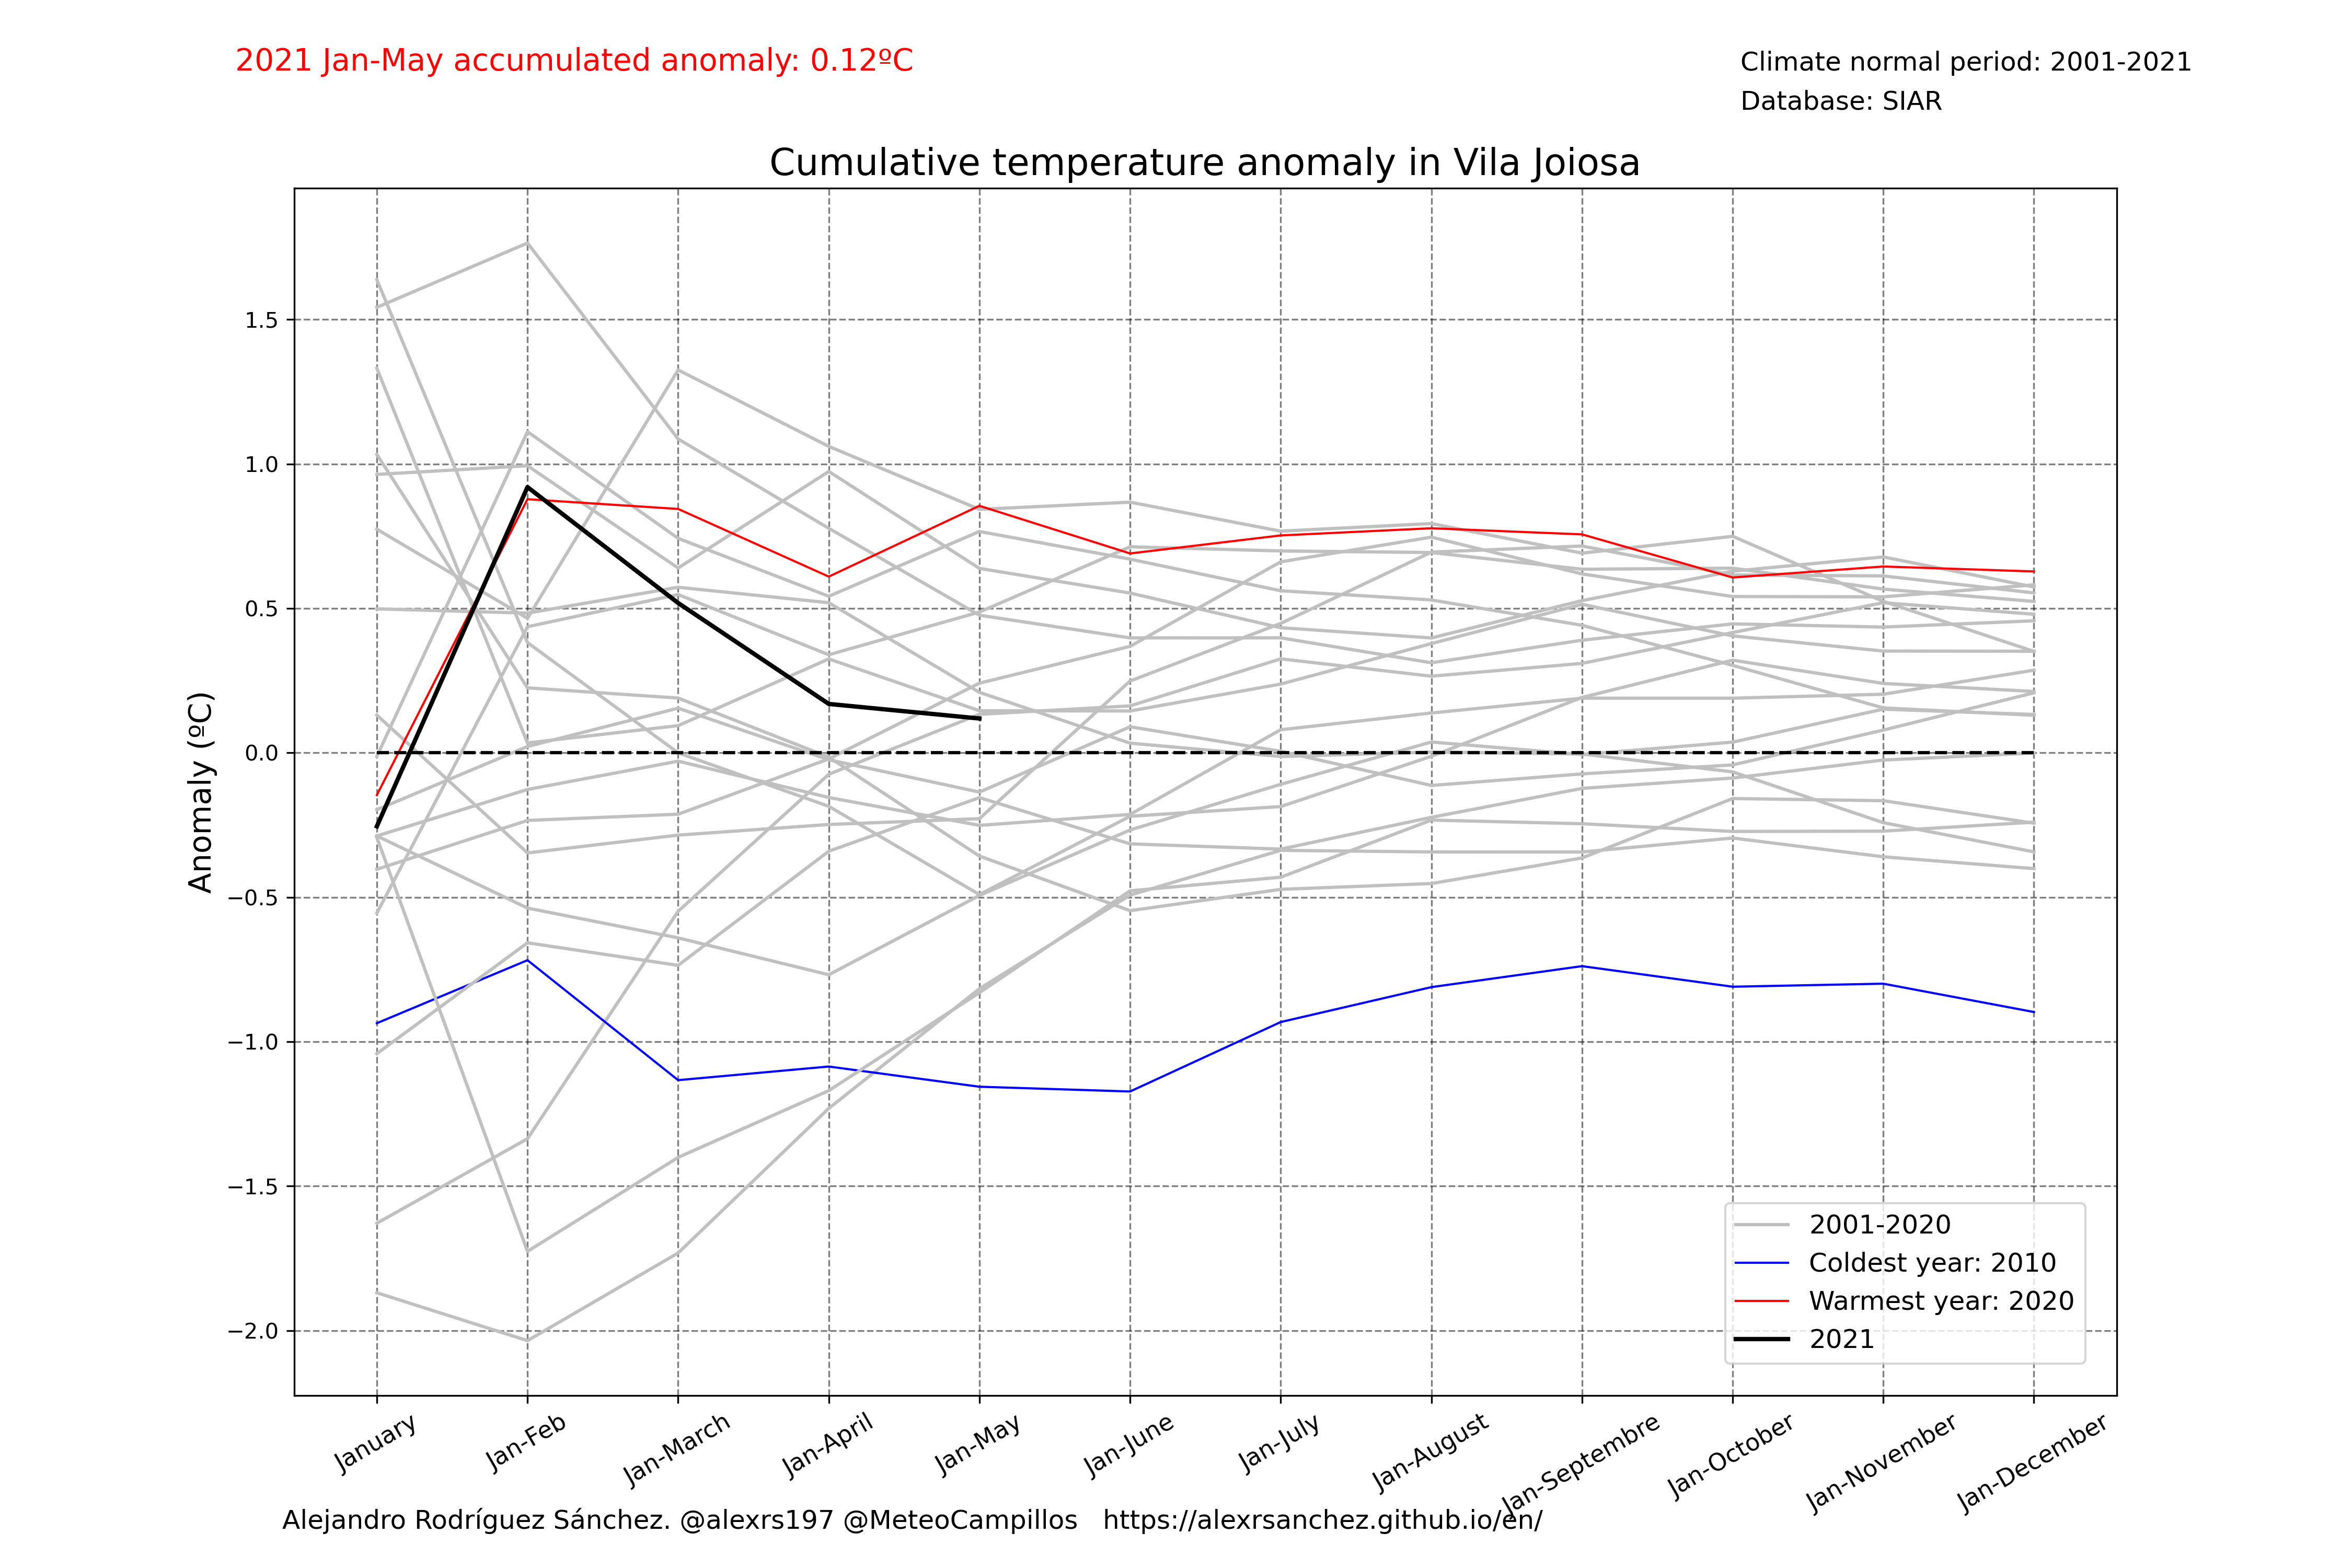 2021 Jan-May accumulated anomaly: 0.12ºC
Climate normal period: 2001-2021
Database: SIAR
Cumulative temperature anomaly in Vila Joiosa
Anomaly (ºC)
1.5
1.0
0.5
0.0
−0.5
−1.0
−1.5
−2.0
2001-2020
Coldest year: 2010
Warmest year: 2020
2021
January
Jan-Feb
Jan-March
Jan-April
Jan-May
Jan-June
Jan-July
Jan-August
Jan-Septembre
Jan-October
Jan-November
Jan-December
Alejandro Rodríguez Sánchez. @alexrs197 @MeteoCampillos https://alexrsanchez.github.io/en/